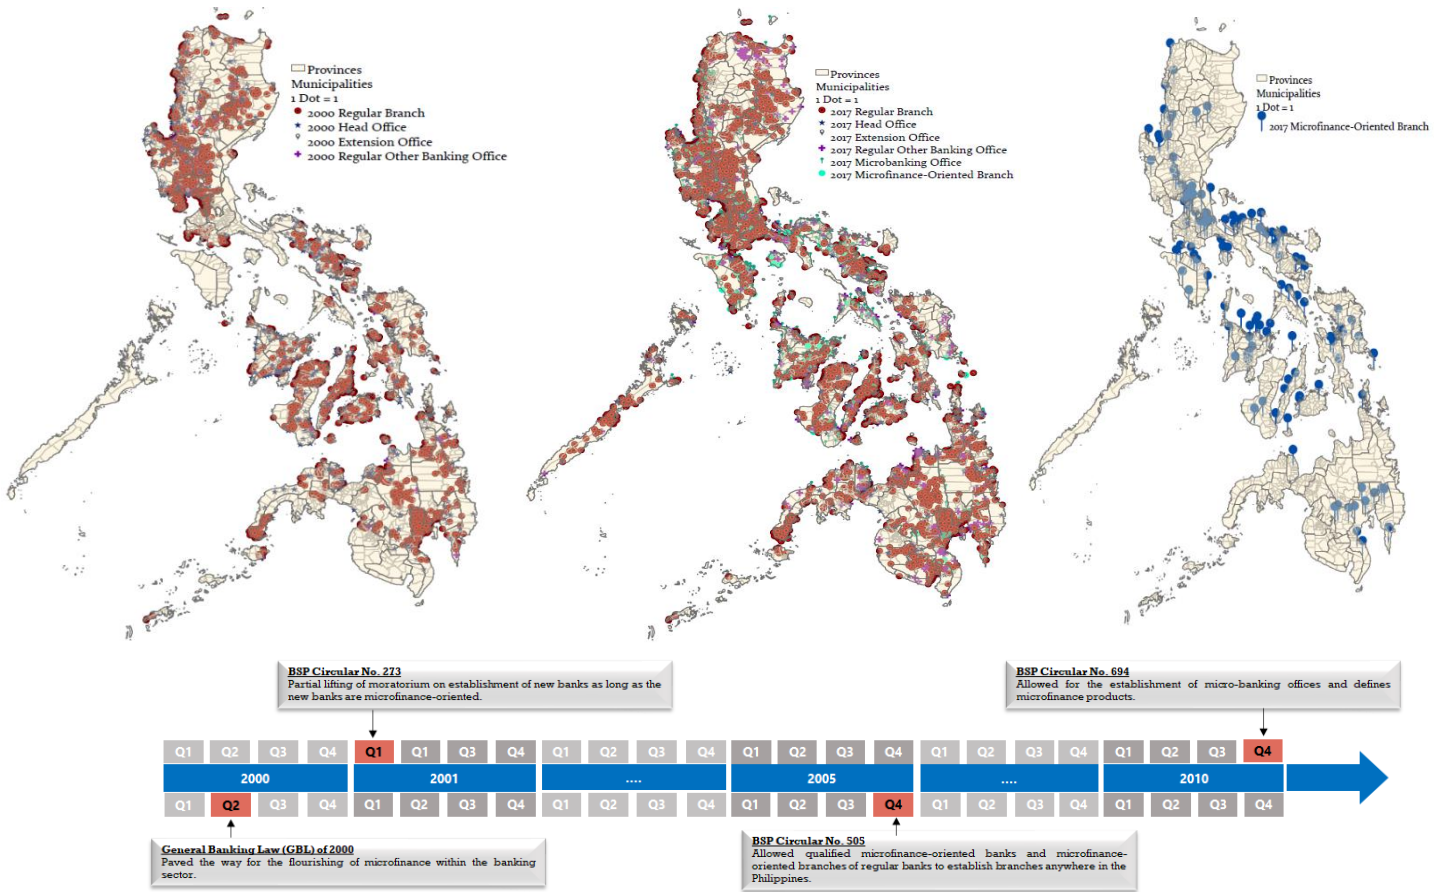 Provinces
Municipalities
1 Dot = 1
2000 Regular Branch
2000 Head Office
2000 Extension Office
2000 Regular Other Banking Office
Provinces
Municipalities
1 Dot = 1
2017 Regular Branch
2017 Head Office
2017 Extension Office
2017 Regular Other Banking Office
2017 Microbanking Office
2017 Microfinance-Oriented Branch
Provinces
Municipalities
1 Dot = 1
2017 Microfinance-Oriented Branch
BSP Circular No. 273
Partial lifting of moratorium on establishment of new banks as long as the
new banks are microfinance-oriented.
BSP Circular No. 694
Allowed for the establishment of micro-banking offices and defines
microfinance products.
Q1 Q2 Q3 Q4 Q1 Q1 Q3 Q4 Q1 Q2 Q3 Q4 Q1 Q2 Q3 Q4 Q1 Q2 Q3 Q4 Q1 Q2 Q3 Q4
2000 2001 .... 2005 .... 2010
Q1 Q2 Q3 Q4 Q1 Q2 Q3 Q4 Q1 Q2 Q3 Q4 Q1 Q2 Q3 Q4 Q1 Q2 Q3 Q4 Q1 Q2 Q3 Q4
General Banking Law (GBL) of 2000
Paved the way for the flourishing of microfinance within the banking
sector.
BSP Circular No. 505
Allowed qualified microfinance-oriented banks and microfinance-
oriented branches of regular banks to establish branches anywhere in the
Philippines.